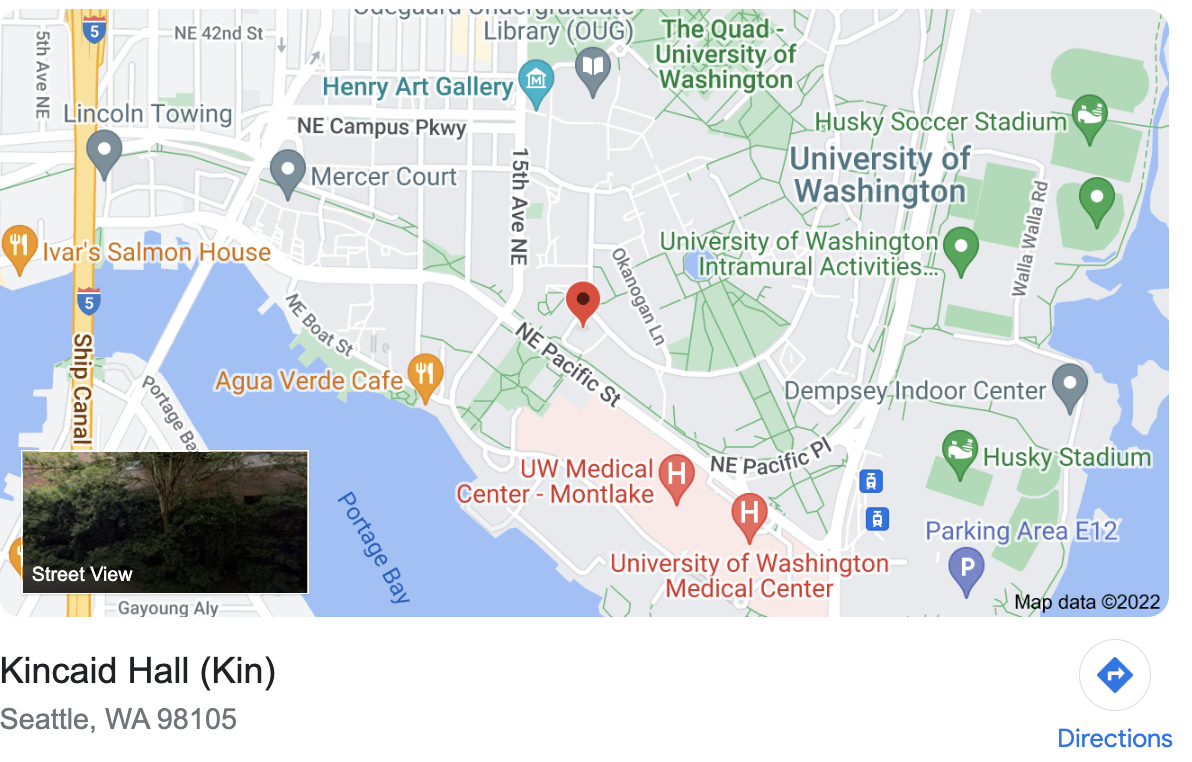 Odegaard Undergraduate
Library (OUG)
The Quad -
University of
Washington
5
5th Ave NE
NE 42nd St
Henry Art Gallery
Lincoln Towing
NE Campus Pkwy
Husky Soccer Stadium
University of
Washington
Mercer Court
15th Ave NE
Walla Walla Rd
Ivar's Salmon House
University of Washington
Intramural Activities...
Okanogan Ln
5
NE Boat St
NE Pacific St
Ship Canal
Agua Verde Cafe
Portage Ba
Dempsey Indoor Center
NE Pacific Pl
Husky Stadium
UW Medical
Center - Montlake
H
H
Portage Bay
Parking Area E12
P
University of Washington
Medical Center
Street View
Gayoung Aly
Map data ©2022
Kincaid Hall (Kin)
Seattle, WA 98105
Directions